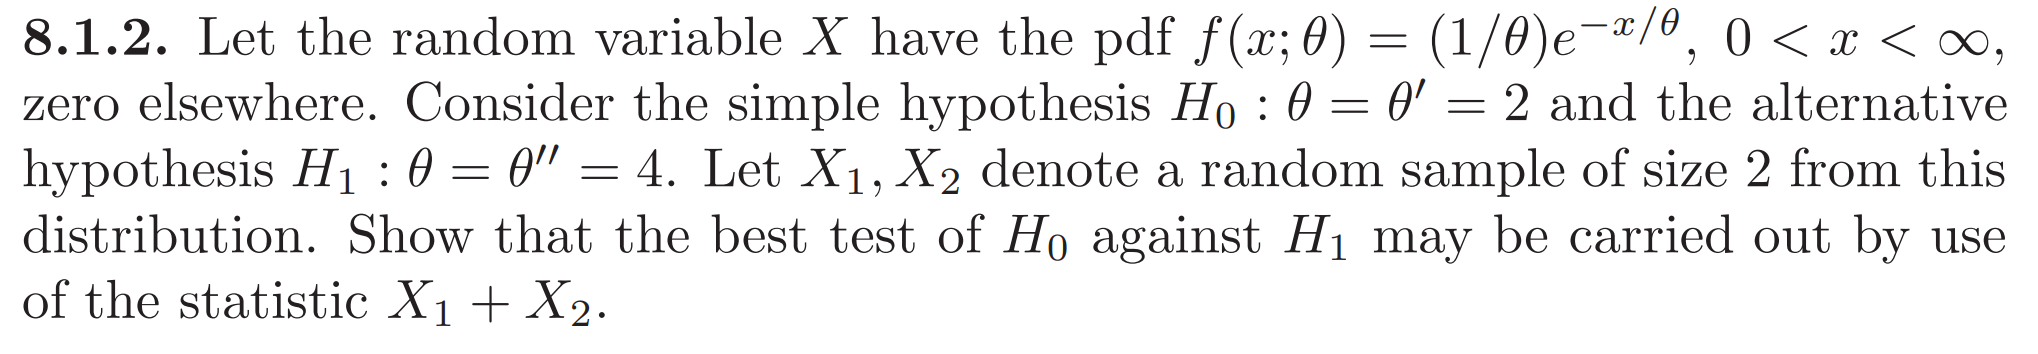 8.1.2. Let the random variable X have the pdf f(x; θ) = (1/θ)e^{−x/θ}, 0 < x < ∞,
zero elsewhere. Consider the simple hypothesis H₀ : θ = θ′ = 2 and the alternative
hypothesis H₁ : θ = θ′′ = 4. Let X₁, X₂ denote a random sample of size 2 from this
distribution. Show that the best test of H₀ against H₁ may be carried out by use
of the statistic X₁ + X₂.